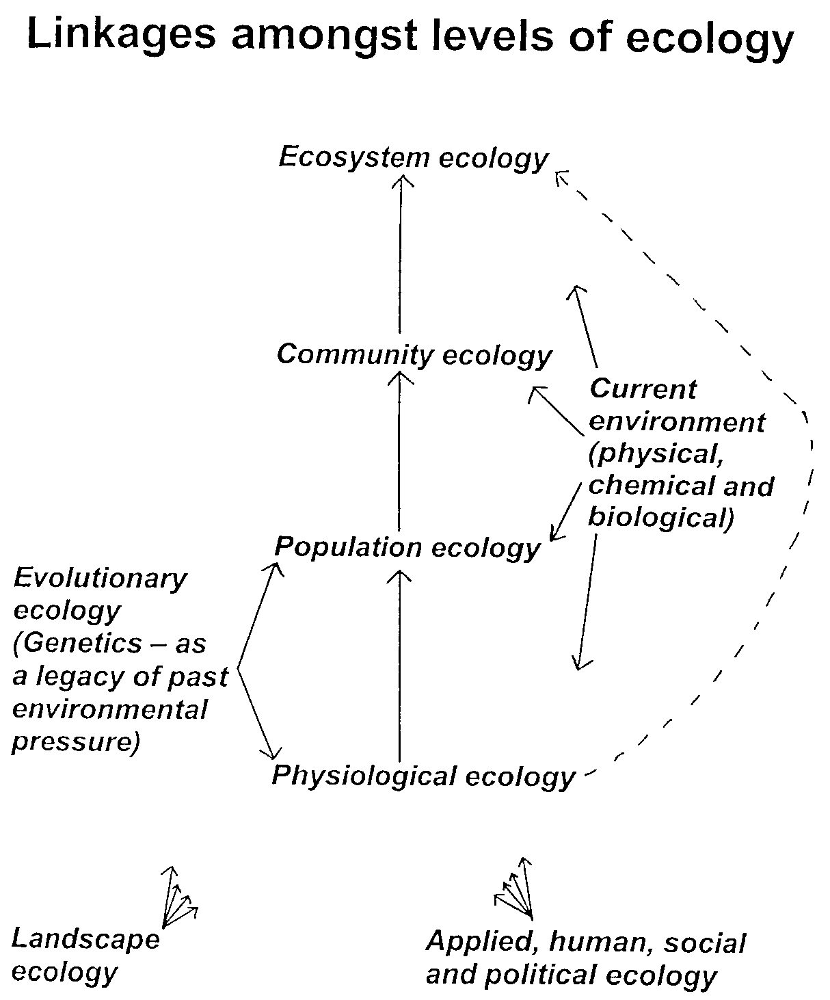 Linkages amongst levels of ecology
Ecosystem ecology
Community ecology
Current
environment
(physical,
chemical and
biological)
Population ecology
Evolutionary
ecology
(Genetics – as
a legacy of past
environmental
pressure)
Physiological ecology
Landscape
ecology
Applied, human, social
and political ecology